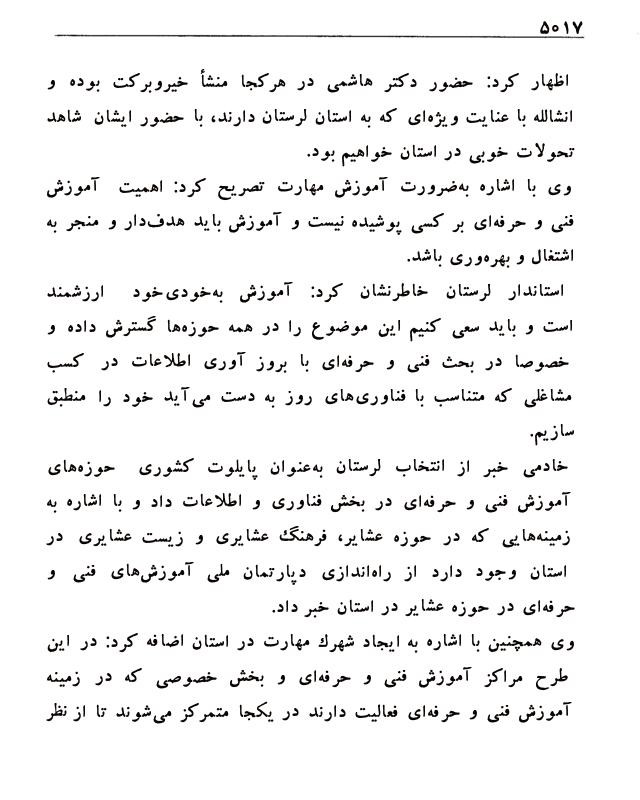 ۵۰۱۷
اظهار کرد: حضور دکتر هاشمی در هرکجا منشأ خیروبرکت بوده و
انشالله با عنایت ویژه‌ای که به استان لرستان دارند، با حضور ایشان شاهد
تحولات خوبی در استان خواهیم بود.
وی با اشاره به‌ضرورت آموزش مهارت تصریح کرد: اهمیت آموزش
فنی و حرفه‌ای بر کسی پوشیده نیست و آموزش باید هدف‌دار و منجر به
اشتغال و بهره‌وری باشد.
استاندار لرستان خاطرنشان کرد: آموزش به‌خودی‌خود ارزشمند
است و باید سعی کنیم این موضوع را در همه حوزه‌ها گسترش داده و
خصوصا در بحث فنی و حرفه‌ای با بروز آوری اطلاعات در کسب
مشاغلی که متناسب با فناوری‌های روز به دست می‌آید خود را منطبق
سازیم.
خادمی خبر از انتخاب لرستان به‌عنوان پایلوت کشوری حوزه‌های
آموزش فنی و حرفه‌ای در بخش فناوری و اطلاعات داد و با اشاره به
زمینه‌هایی که در حوزه عشایر، فرهنگ عشایری و زیست عشایری در
استان وجود دارد از راه‌اندازی دپارتمان ملی آموزش‌های فنی و
حرفه‌ای در حوزه عشایر در استان خبر داد.
وی همچنین با اشاره به ایجاد شهرک مهارت در استان اضافه کرد: در این
طرح مراکز آموزش فنی و حرفه‌ای و بخش خصوصی که در زمینه
آموزش فنی و حرفه‌ای فعالیت دارند در یکجا متمرکز می‌شوند تا از نظر